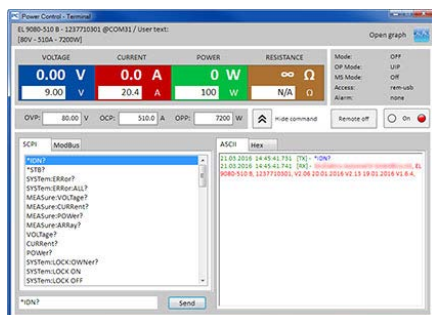 Power Control - Terminal
EL 9080-510 B - 1237710301 @COM31 / User text:
[80V - 510A - 7200W]
Open graph
VOLTAGE CURRENT POWER RESISTANCE
0.00 V 0.0 A 0 W ∞ Ω
9.00 V 20.4 A 100 W N/A Ω
Mode: OFF
OP Mode: UIP
MS Mode: Off
Access: rem-usb
Alarm: none
OVP: 80.00 V OCP: 510.0 A OPP: 7200 W Hide command Remote off On
SCPI ModBus
*IDN?
*STB?
SYSTem:ERRor?
SYSTem:ERRor:ALL?
MEASure:VOLTage?
MEASure:CURRent?
MEASure:POWer?
MEASure:ARRay?
VOLTage?
CURRent?
POWer?
SYSTem:LOCK:OWNer?
SYSTem:LOCK ON
SYSTem:LOCK OFF
*IDN? Send
ASCII Hex
21.03.2016 14:45:41.731 [TX] - *IDN?
21.03.2016 14:45:41.741 [RX] - EL
9080-510 B, 1237710301, V2.06 20.01.2016 V2.13 19.01.2016 V1.6.4,